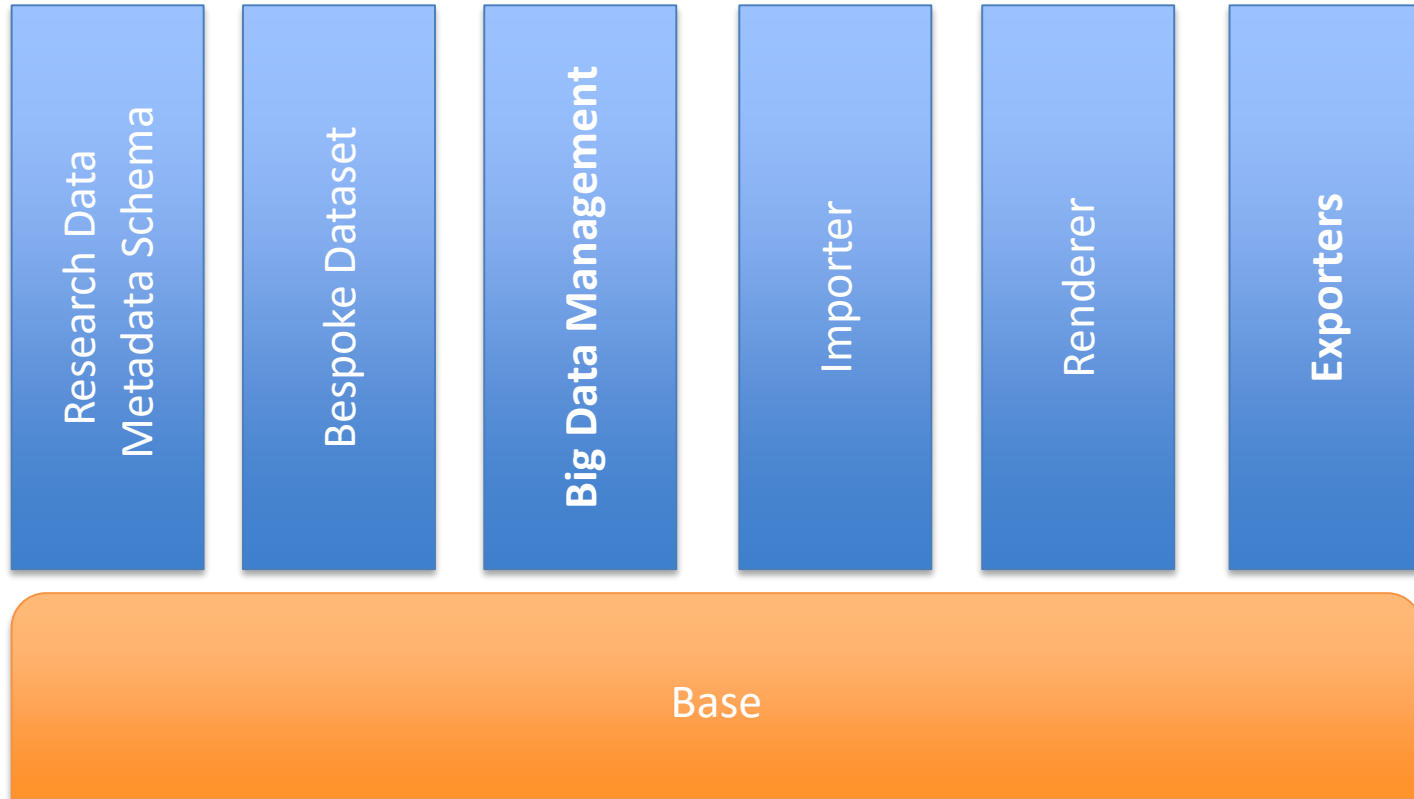 Research Data
Metadata Schema
Bespoke Dataset
Big Data Management
Importer
Renderer
Exporters
Base